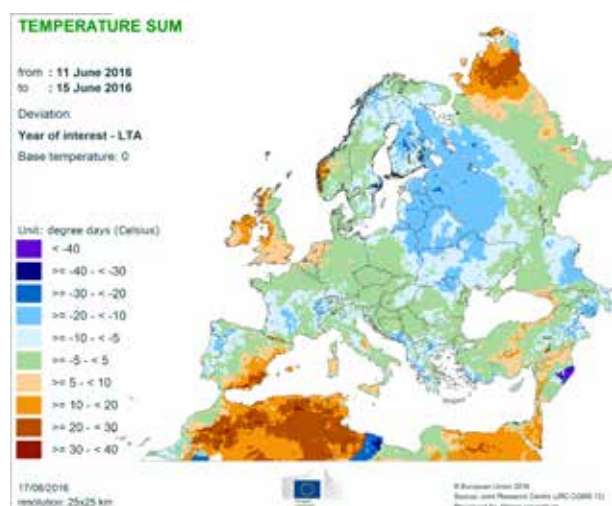 TEMPERATURE SUM
from : 11 June 2016
to : 15 June 2016
Deviation:
Year of interest - LTA
Base temperature: 0
Unit: degree days (Celsius)
< -40
>= -40 - < -30
>= -30 - < -20
>= -20 - < -10
>= -10 - < -5
>= -5 - < 5
>= 5 - < 10
>= 10 - < 20
>= 20 - < 30
>= 30 - < 40
17/06/2016
resolution: 25x25 km
© European Union 2016
Source: Joint Research Centre